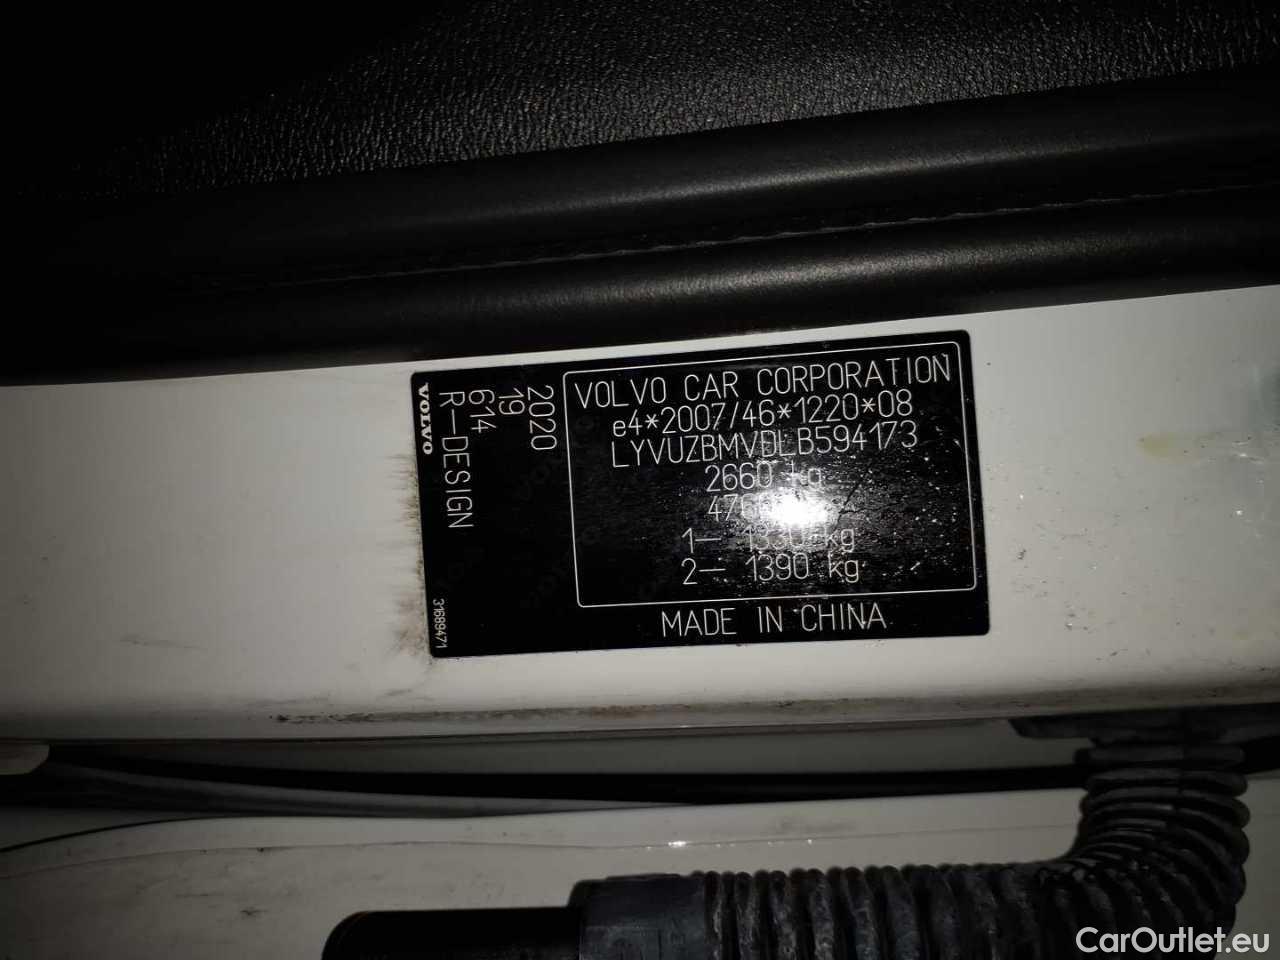 VOLVO CAR CORPORATION
e4*2007/46*1220*08
LYVUZBMVDLB594173
2660 kg
1– 1330 kg
2– 1390 kg
MADE IN CHINA
2020
19
614
R–DESIGN
VOLVO
31689471
CarOutlet.eu